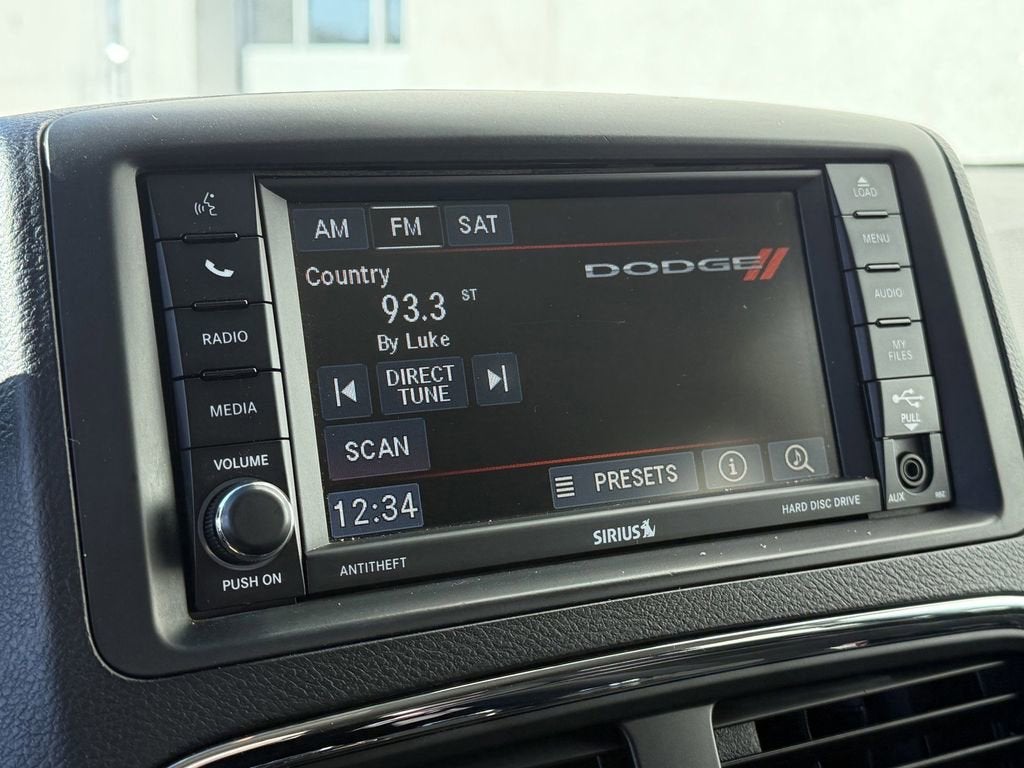 RADIO
MEDIA
VOLUME
PUSH ON
AM FM SAT
Country
93.3 ST
By Luke
DIRECT
TUNE
SCAN
12:34
PRESETS
DODGE
ANTITHEFT
SIRIUS
HARD DISC DRIVE
LOAD
MENU
AUDIO
MY
FILES
PULL
AUX RBZ